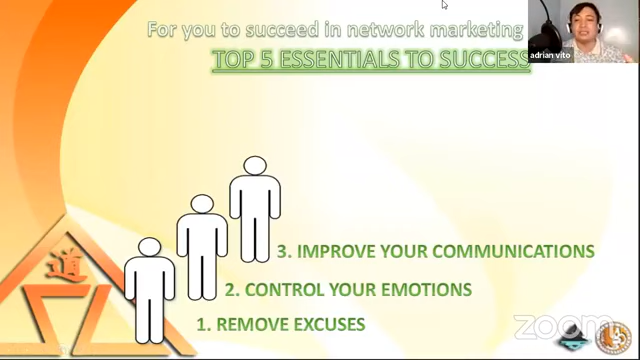 For you to succeed in network marketing
TOP 5 ESSENTIALS TO SUCCESS
adrian vito
3. IMPROVE YOUR COMMUNICATIONS
道
2. CONTROL YOUR EMOTIONS
zoom
1. REMOVE EXCUSES